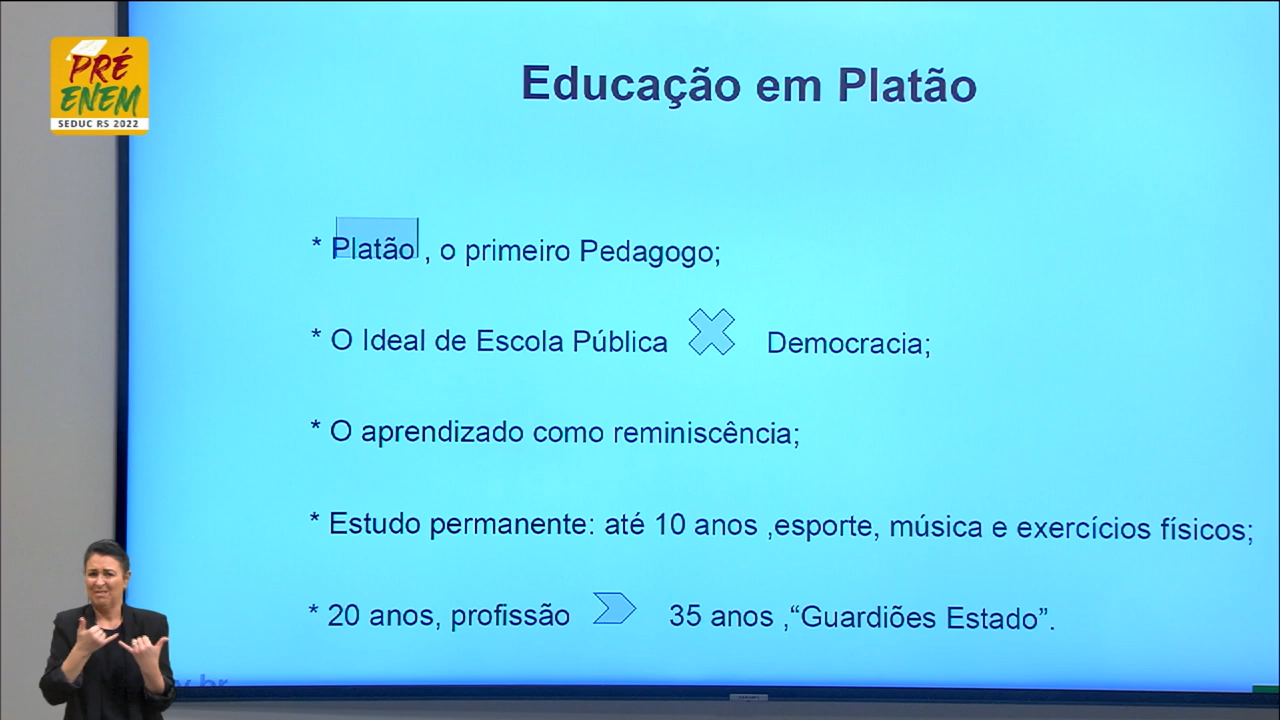 PRÉ
ENEM
SEDUC RS 2022
Educação em Platão
* Platão , o primeiro Pedagogo;
* O Ideal de Escola Pública Democracia;
* O aprendizado como reminiscência;
* Estudo permanente: até 10 anos ,esporte, música e exercícios físicos;
* 20 anos, profissão 35 anos ,“Guardiões Estado”.